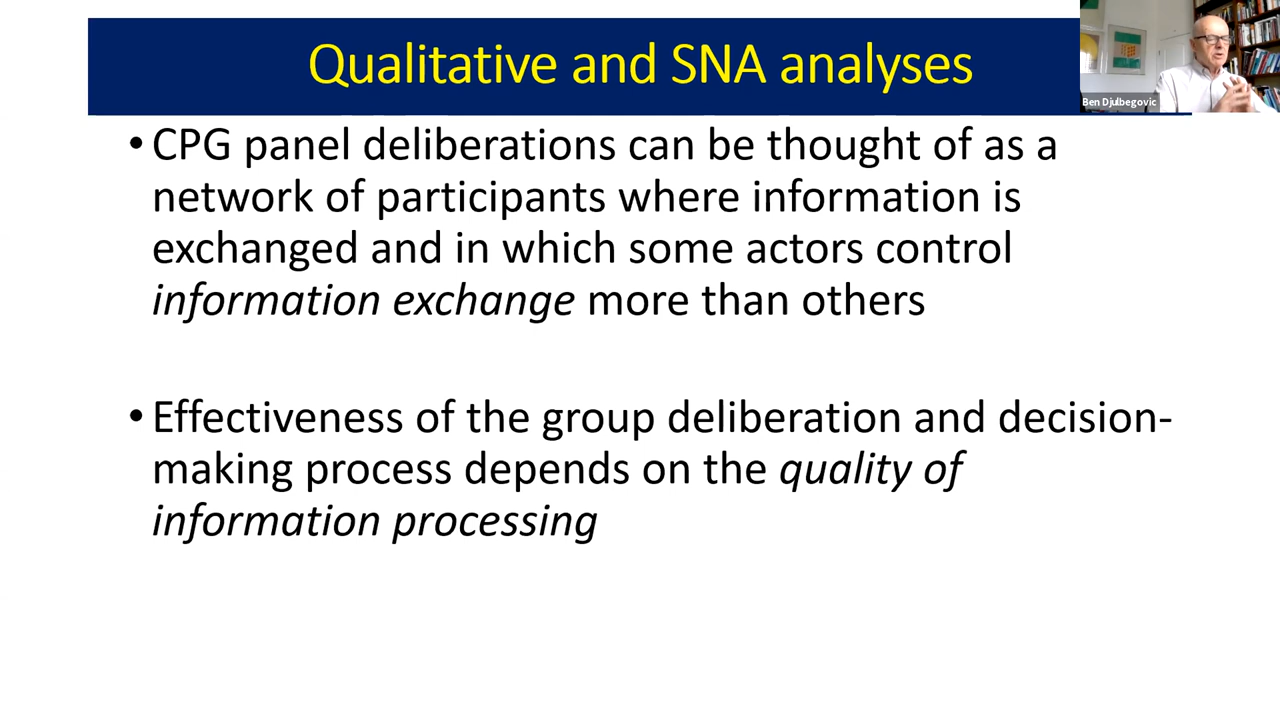 Qualitative and SNA analyses
Ben Djulbegovic
• CPG panel deliberations can be thought of as a
network of participants where information is
exchanged and in which some actors control
information exchange more than others
• Effectiveness of the group deliberation and decision-
making process depends on the quality of
information processing